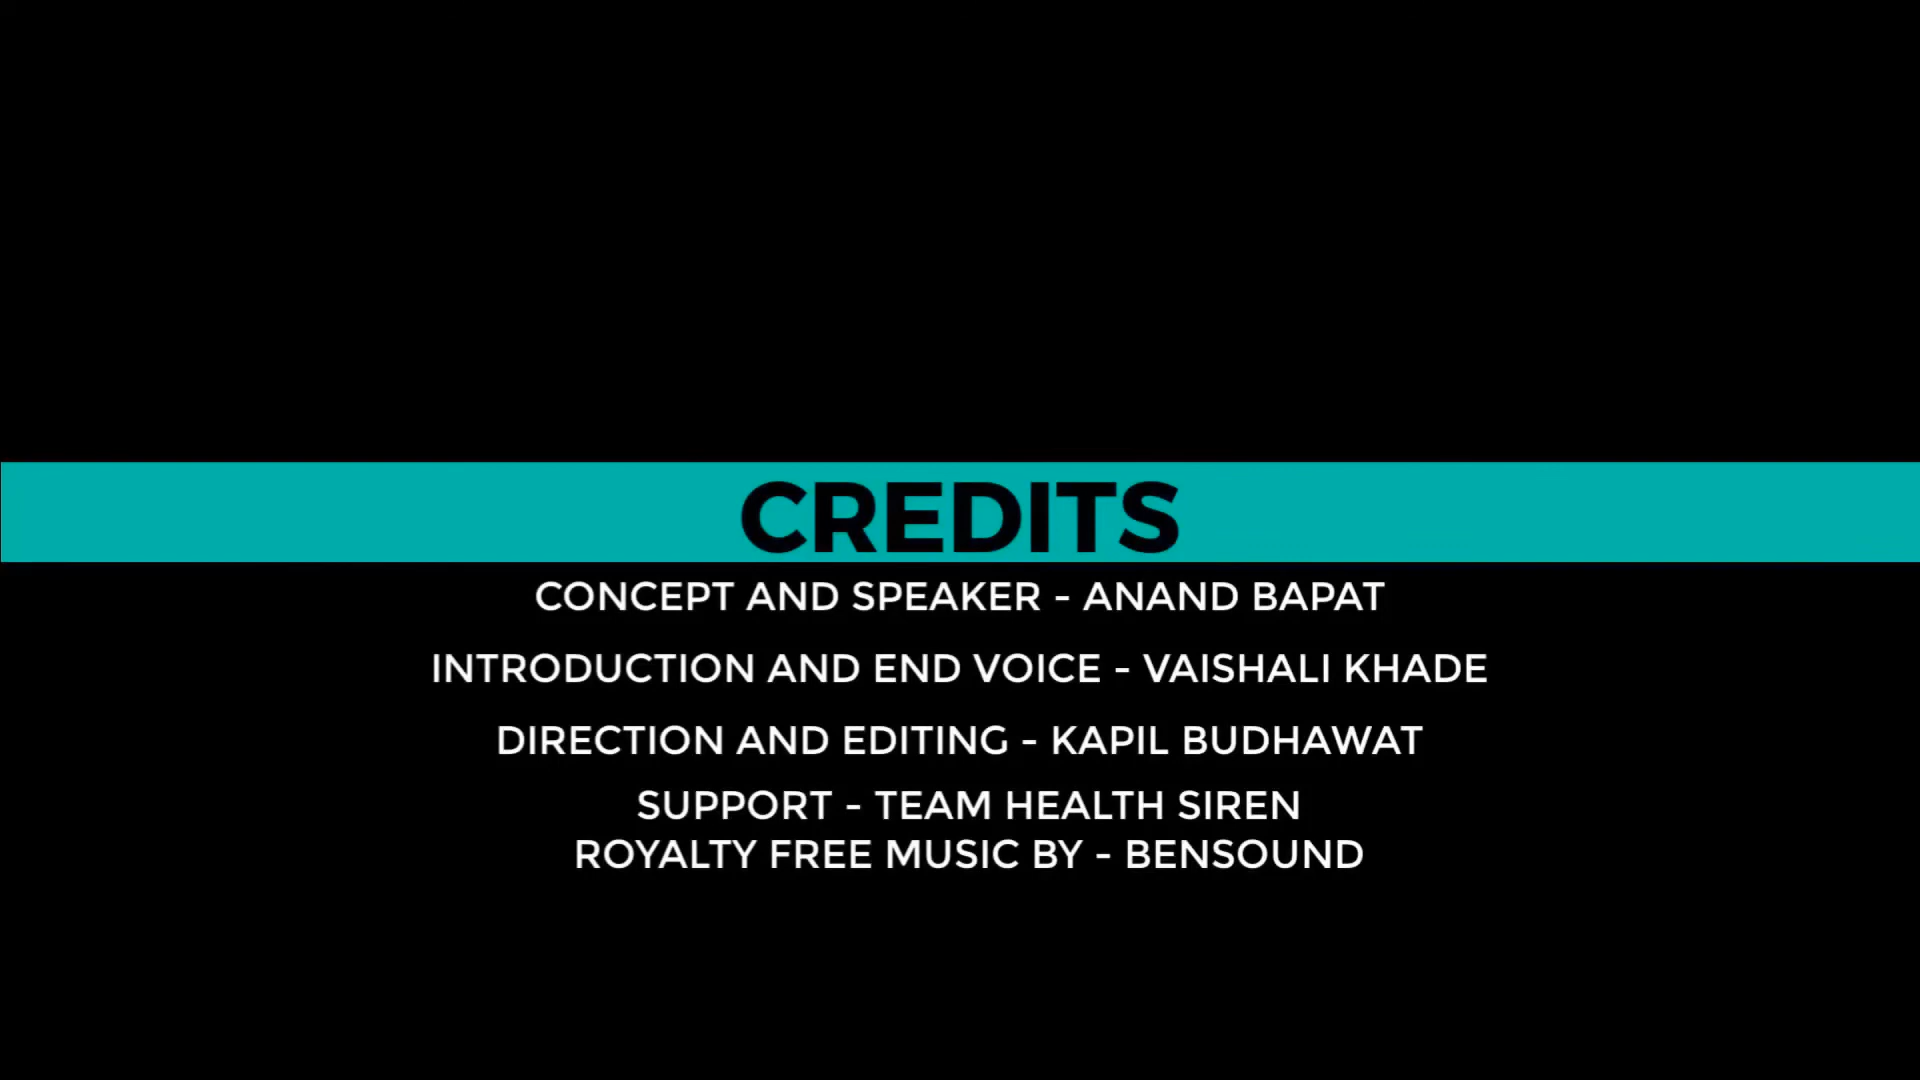 CREDITS
CONCEPT AND SPEAKER - ANAND BAPAT
INTRODUCTION AND END VOICE - VAISHALI KHADE
DIRECTION AND EDITING - KAPIL BUDHAWAT
SUPPORT - TEAM HEALTH SIREN
ROYALTY FREE MUSIC BY - BENSOUND